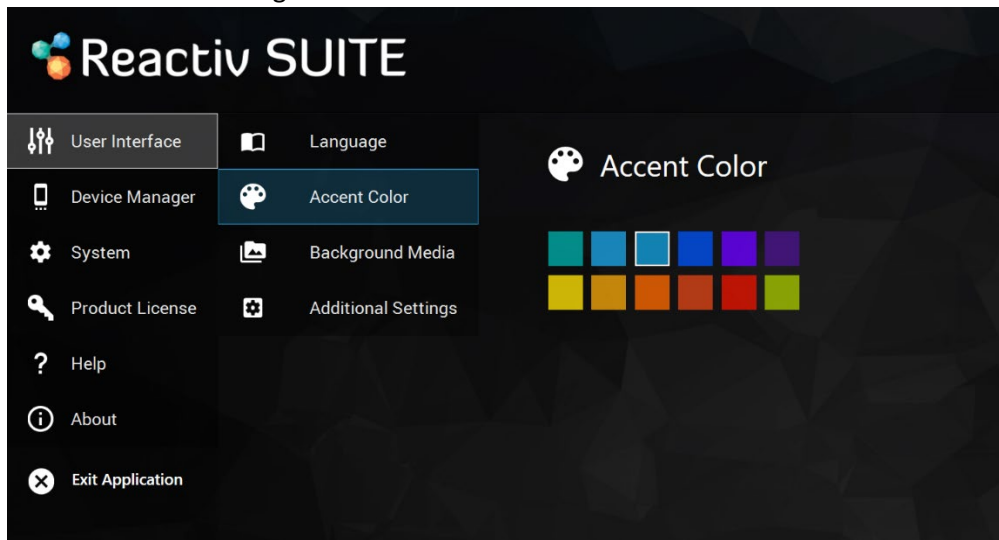 Reactiv SUITE
User Interface
Device Manager
System
Product License
? Help
About
Exit Application
Language
Accent Color
Background Media
Additional Settings
Accent Color